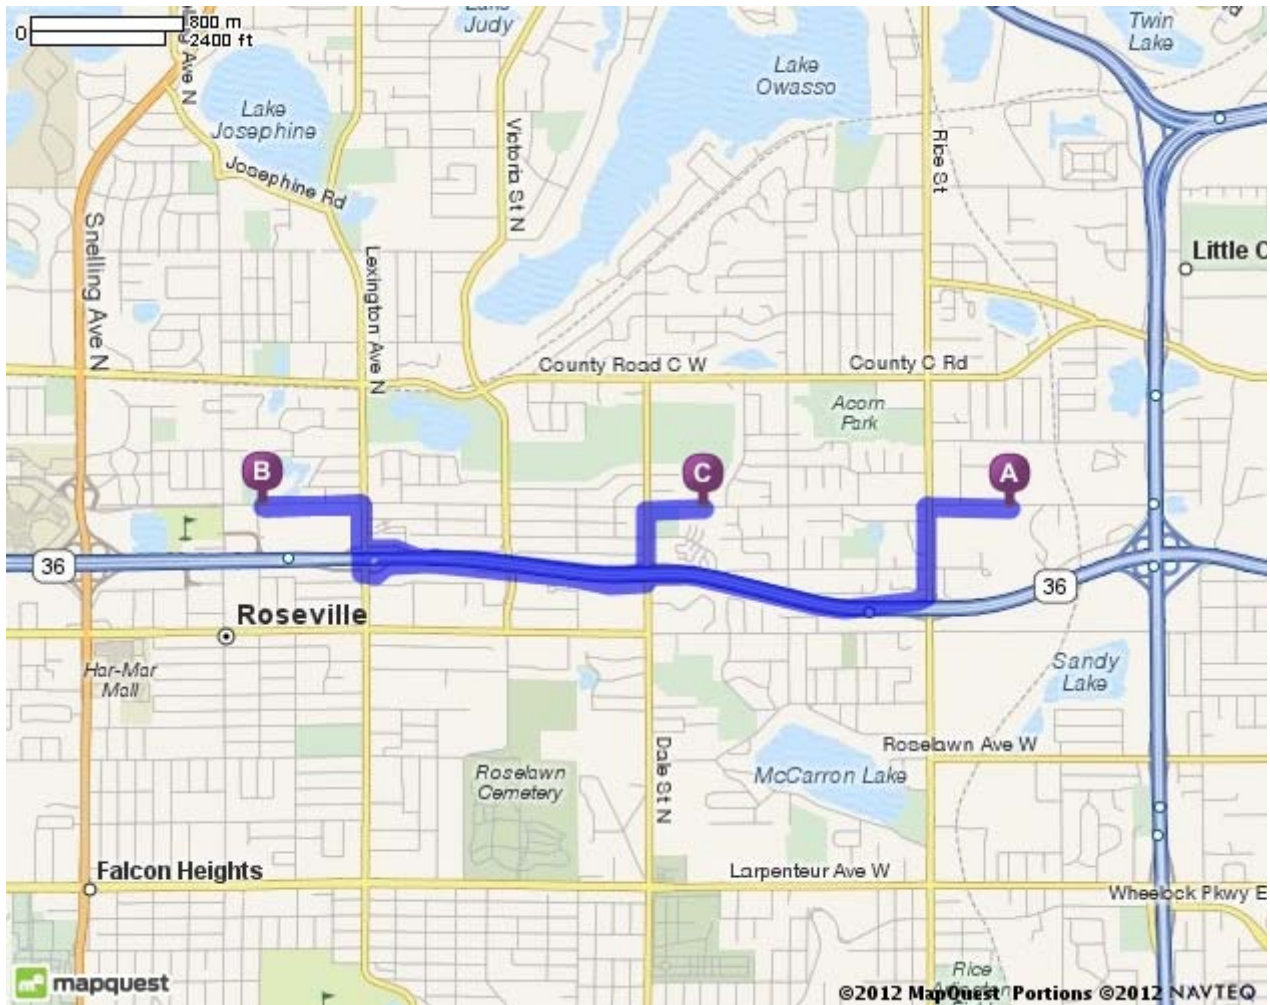 0
800 m
2400 ft
Lake
Judy
Ave N
Lake
Josephine
Josephine Rd
Victoria St N
Lake
Owasso
Rice St
Twin
Lake
Snelling Ave N
Lexington Ave N
Little C
County Road C W
County C Rd
Acorn
Park
B
C
A
36
36
Roseville
Har-Mar
Mall
Sandy
Lake
Roselawn Ave W
Roselawn
Cemetery
Dale St N
McCarron Lake
Falcon Heights
Larpenteur Ave W
Wheelock Pkwy E
Rice
Arlington
mapquest
©2012 MapQuest Portions ©2012 NAVTEQ